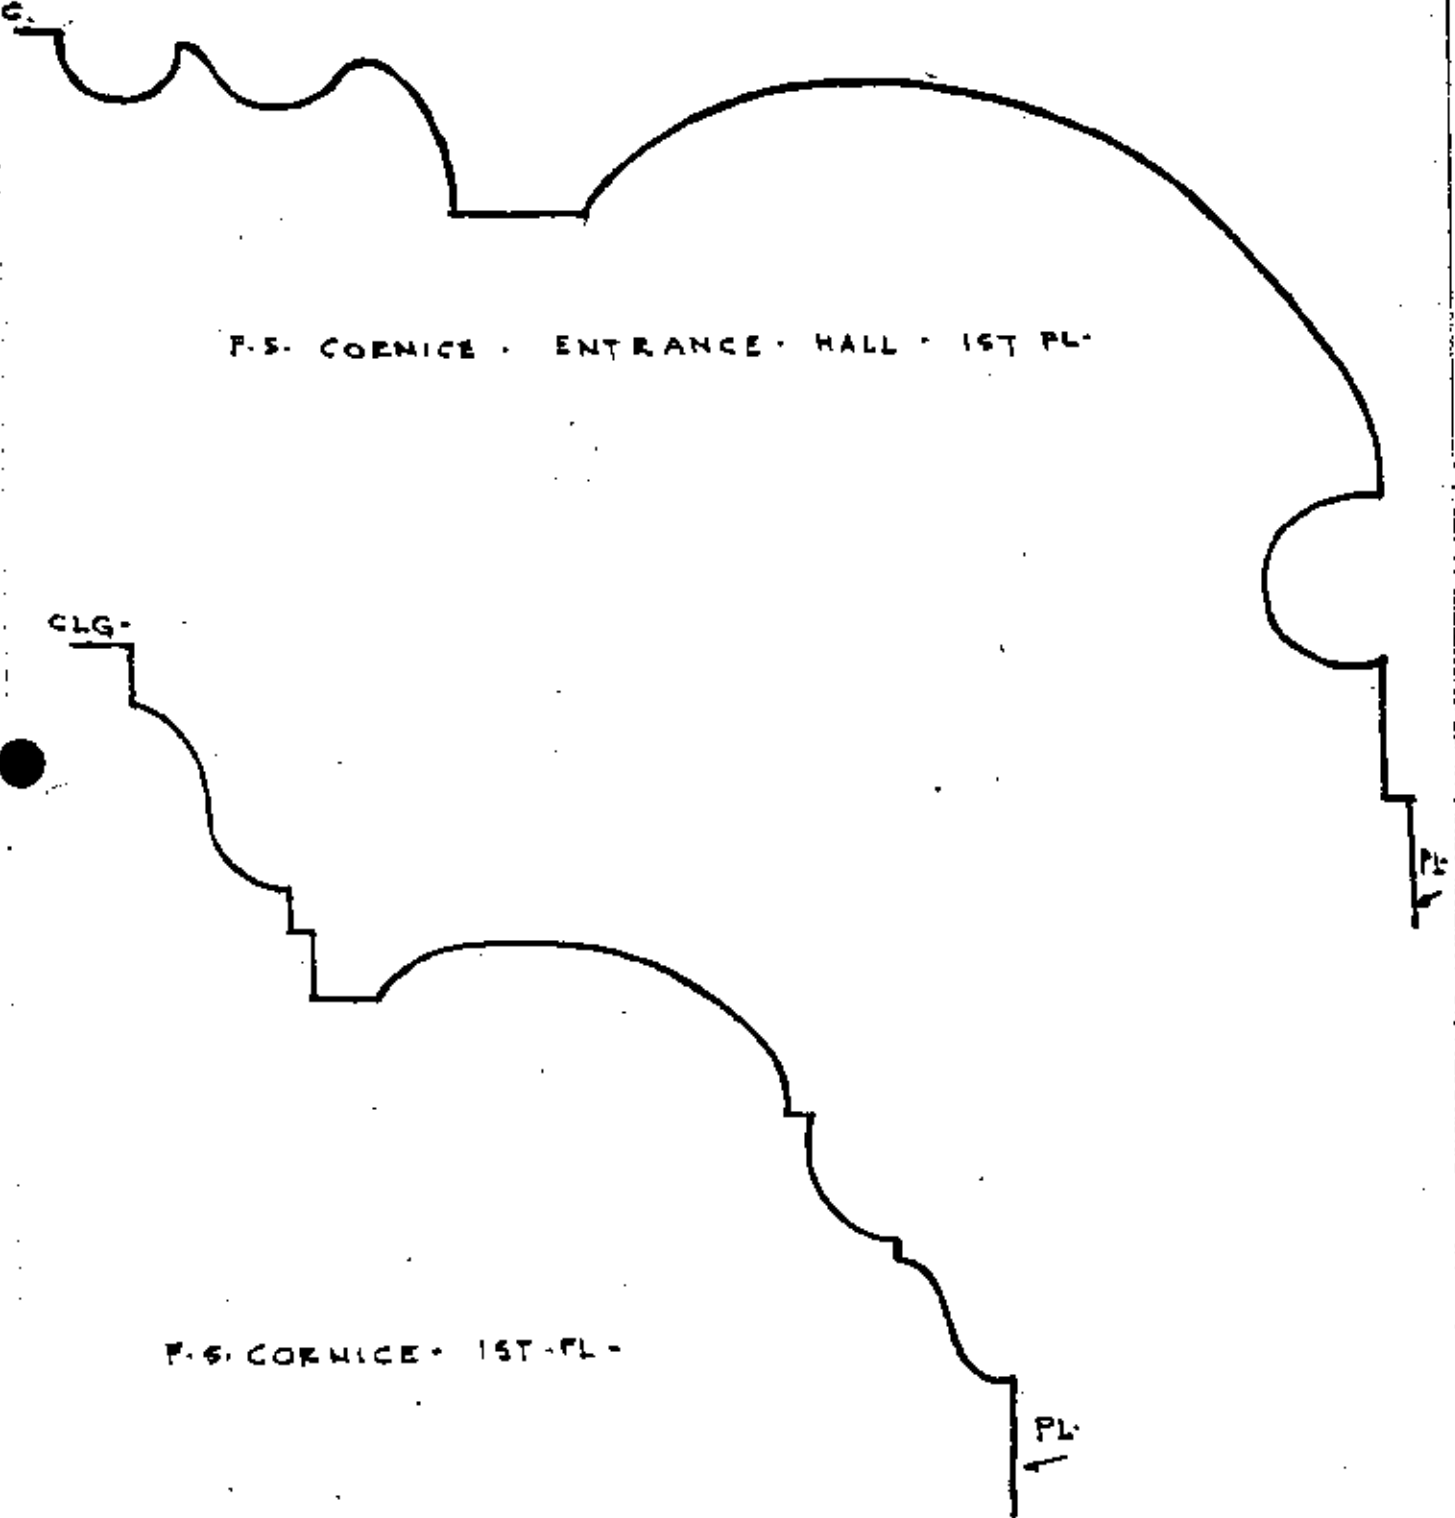 C.
F.S. CORNICE · ENTRANCE · HALL · 1ST FL.
CLG.
PL.
F.S. CORNICE · 1ST · FL.
PL.